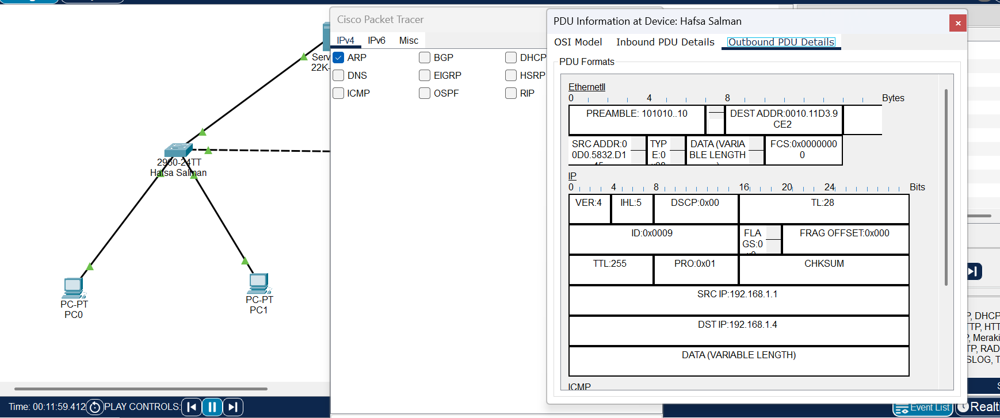 Serv
22K-
2960-24TT
Hafsa Salman
PC-PT
PC0
PC-PT
PC1
Time: 00:11:59.412
PLAY CONTROLS:
Cisco Packet Tracer
IPv4 IPv6 Misc
ARP BGP DHCP
DNS EIGRP HSRP
ICMP OSPF RIP
PDU Information at Device: Hafsa Salman
OSI Model Inbound PDU Details Outbound PDU Details
PDU Formats
EthernetII
0 4 8 Bytes
PREAMBLE: 101010..10
DEST ADDR:0010.11D3.9
CE2
SRC ADDR:0
0D0.5832.D1
TYP
E:0
DATA (VARIA
BLE LENGTH
)
FCS:0x0000000
0
IP
0 4 8 16 20 24 Bits
VER:4 IHL:5 DSCP:0x00 TL:28
ID:0x0009
FLA
GS:0
FRAG OFFSET:0x000
TTL:255 PRO:0x01 CHKSUM
SRC IP:192.168.1.1
DST IP:192.168.1.4
DATA (VARIABLE LENGTH)
ICMP
P, DHCP
TP, HTT
P, Meraki
TP, RAD
SLOG, T
Event List
Realti